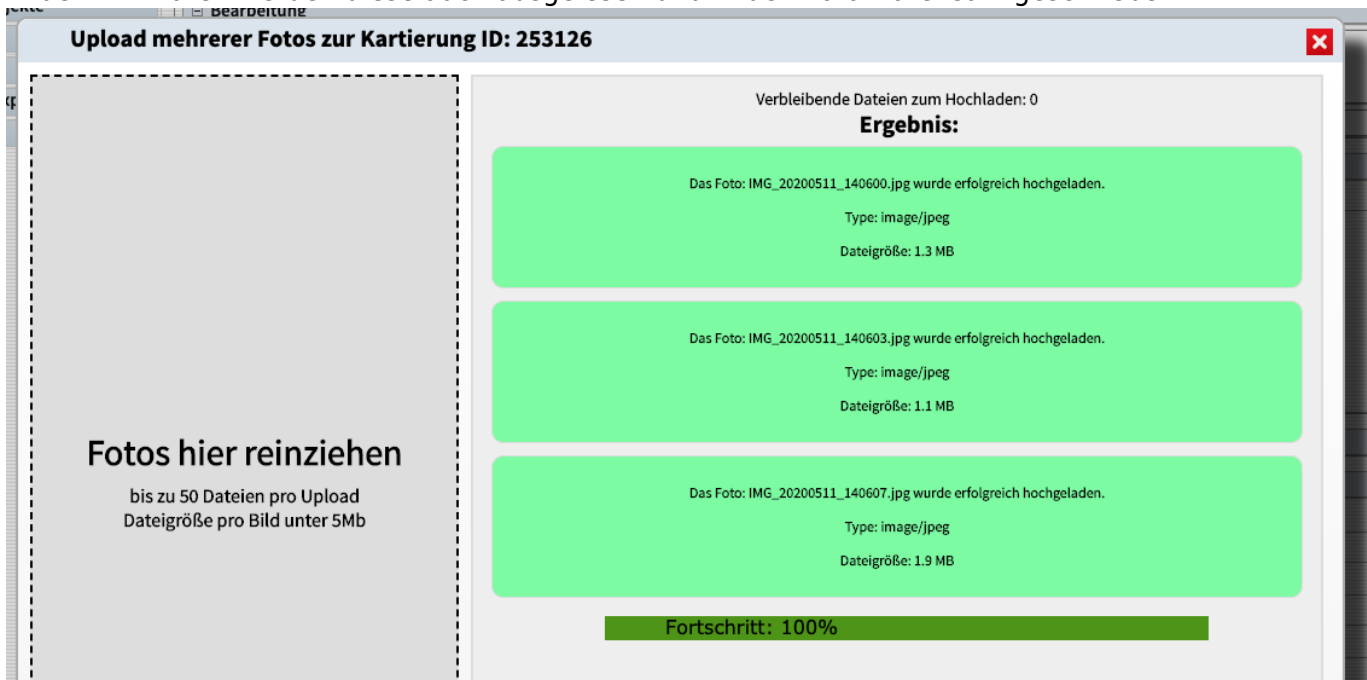 Bearbeitung
Upload mehrerer Fotos zur Kartierung ID: 253126
Verbleibende Dateien zum Hochladen: 0
Ergebnis:
Das Foto: IMG_20200511_140600.jpg wurde erfolgreich hochgeladen.
Type: image/jpeg
Dateigröße: 1.3 MB
Das Foto: IMG_20200511_140603.jpg wurde erfolgreich hochgeladen.
Type: image/jpeg
Dateigröße: 1.1 MB
Das Foto: IMG_20200511_140607.jpg wurde erfolgreich hochgeladen.
Type: image/jpeg
Dateigröße: 1.9 MB
Fortschritt: 100%
Fotos hier reinziehen
bis zu 50 Dateien pro Upload
Dateigröße pro Bild unter 5Mb